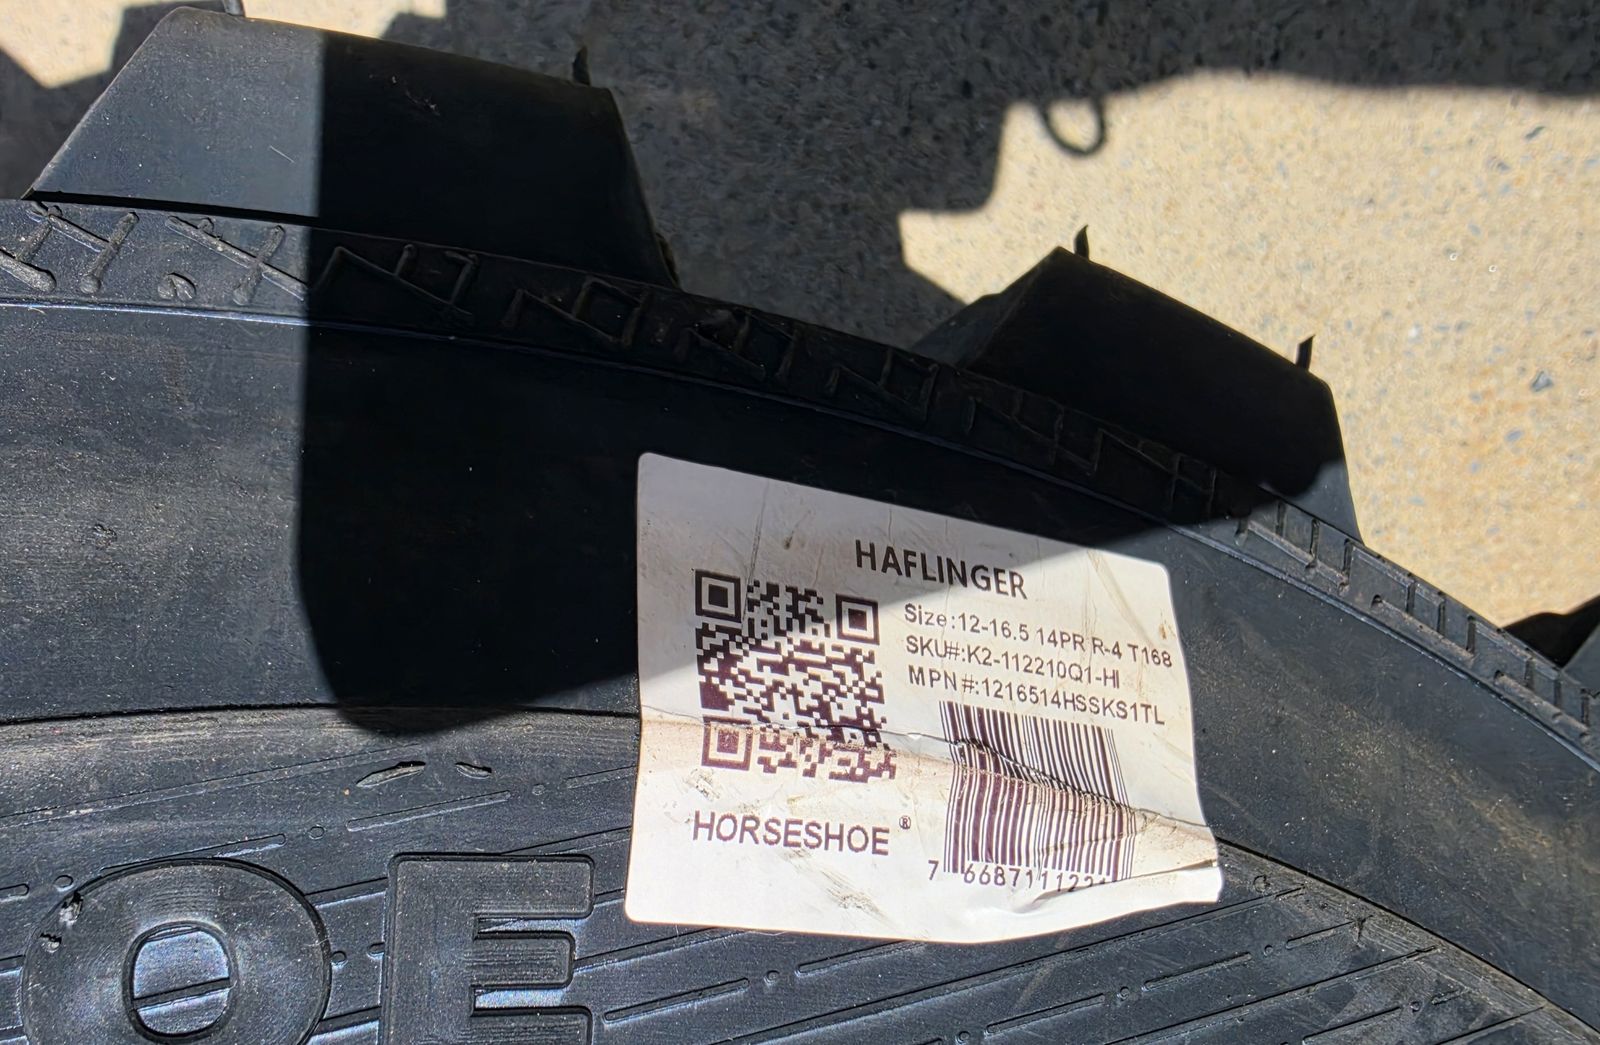 HAFLINGER
Size:12-16.5 14PR R-4 T168
SKU#:K2-112210Q1-HI
MPN#:1216514HSSKS1TL
HORSESHOE®
OE